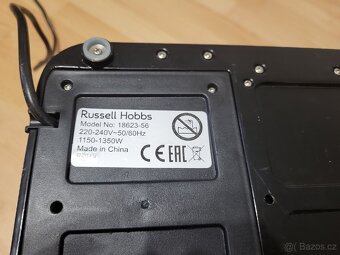 Russell Hobbs
Model No: 18623-56
220-240V~50/60Hz
1150-1350W
Made in China
CE EAC
bazos.cz